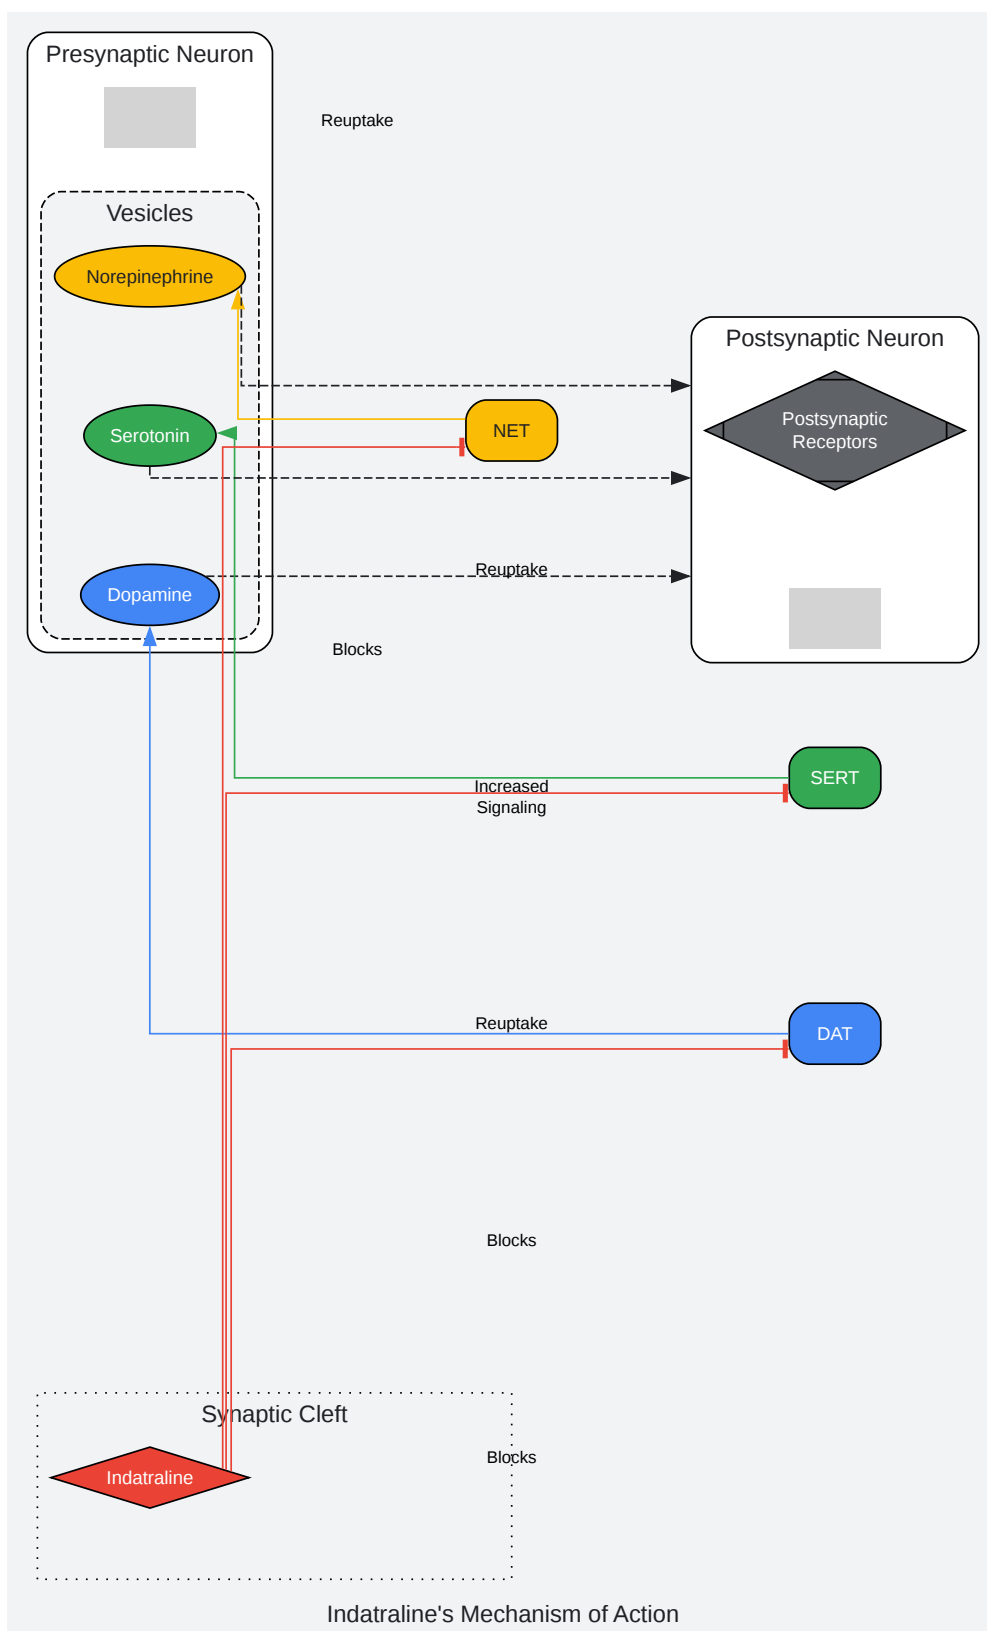 Presynaptic Neuron
Reuptake
Vesicles
Norepinephrine
Postsynaptic Neuron
Postsynaptic
Receptors
NET
Serotonin
Reuptake
Dopamine
Blocks
SERT
Increased
Signaling
Reuptake
DAT
Blocks
Synaptic Cleft
Blocks
Indatraline
Indatraline's Mechanism of Action